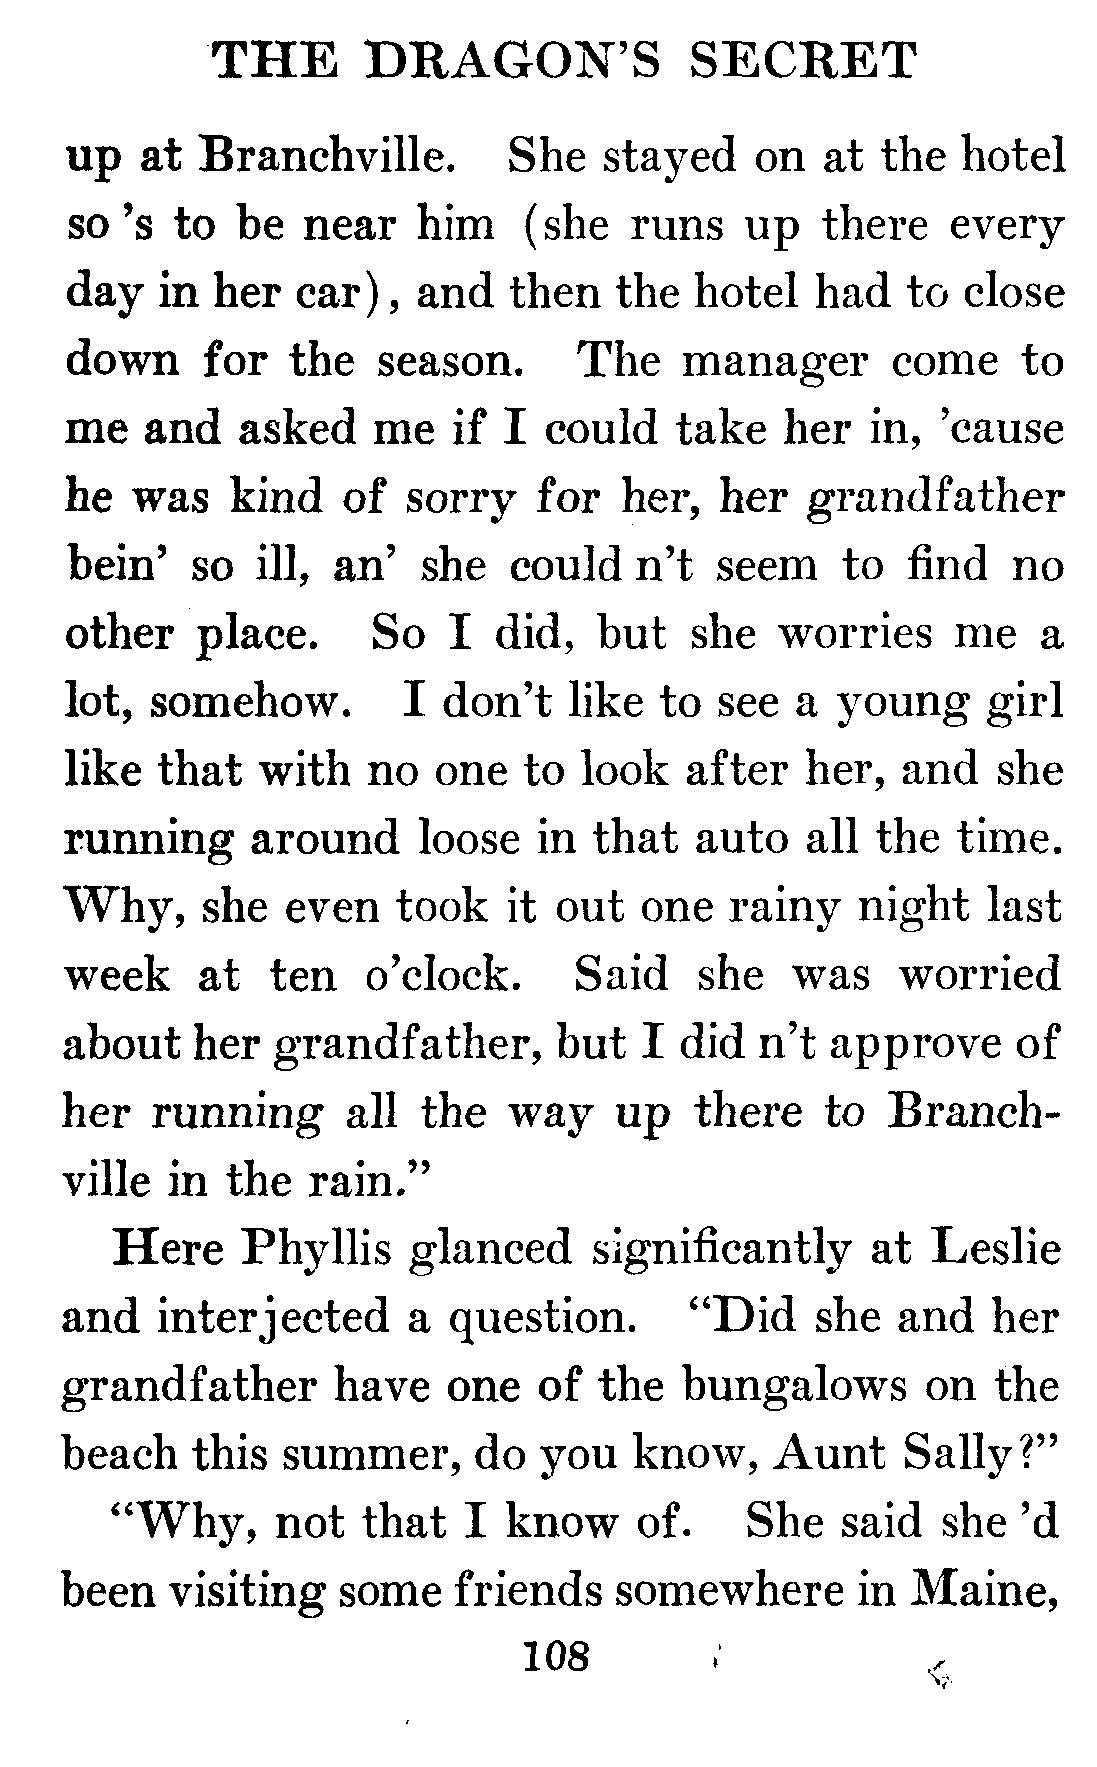 THE DRAGON'S SECRET
up at Branchville. She stayed on at the hotel
so 's to be near him (she runs up there every
day in her car), and then the hotel had to close
down for the season. The manager come to
me and asked me if I could take her in, 'cause
he was kind of sorry for her, her grandfather
bein' so ill, an' she could n't seem to find no
other place. So I did, but she worries me a
lot, somehow. I don't like to see a young girl
like that with no one to look after her, and she
running around loose in that auto all the time.
Why, she even took it out one rainy night last
week at ten o'clock. Said she was worried
about her grandfather, but I did n't approve of
her running all the way up there to Branch-
ville in the rain."
Here Phyllis glanced significantly at Leslie
and interjected a question. "Did she and her
grandfather have one of the bungalows on the
beach this summer, do you know, Aunt Sally?"
"Why, not that I know of. She said she 'd
been visiting some friends somewhere in Maine,
108